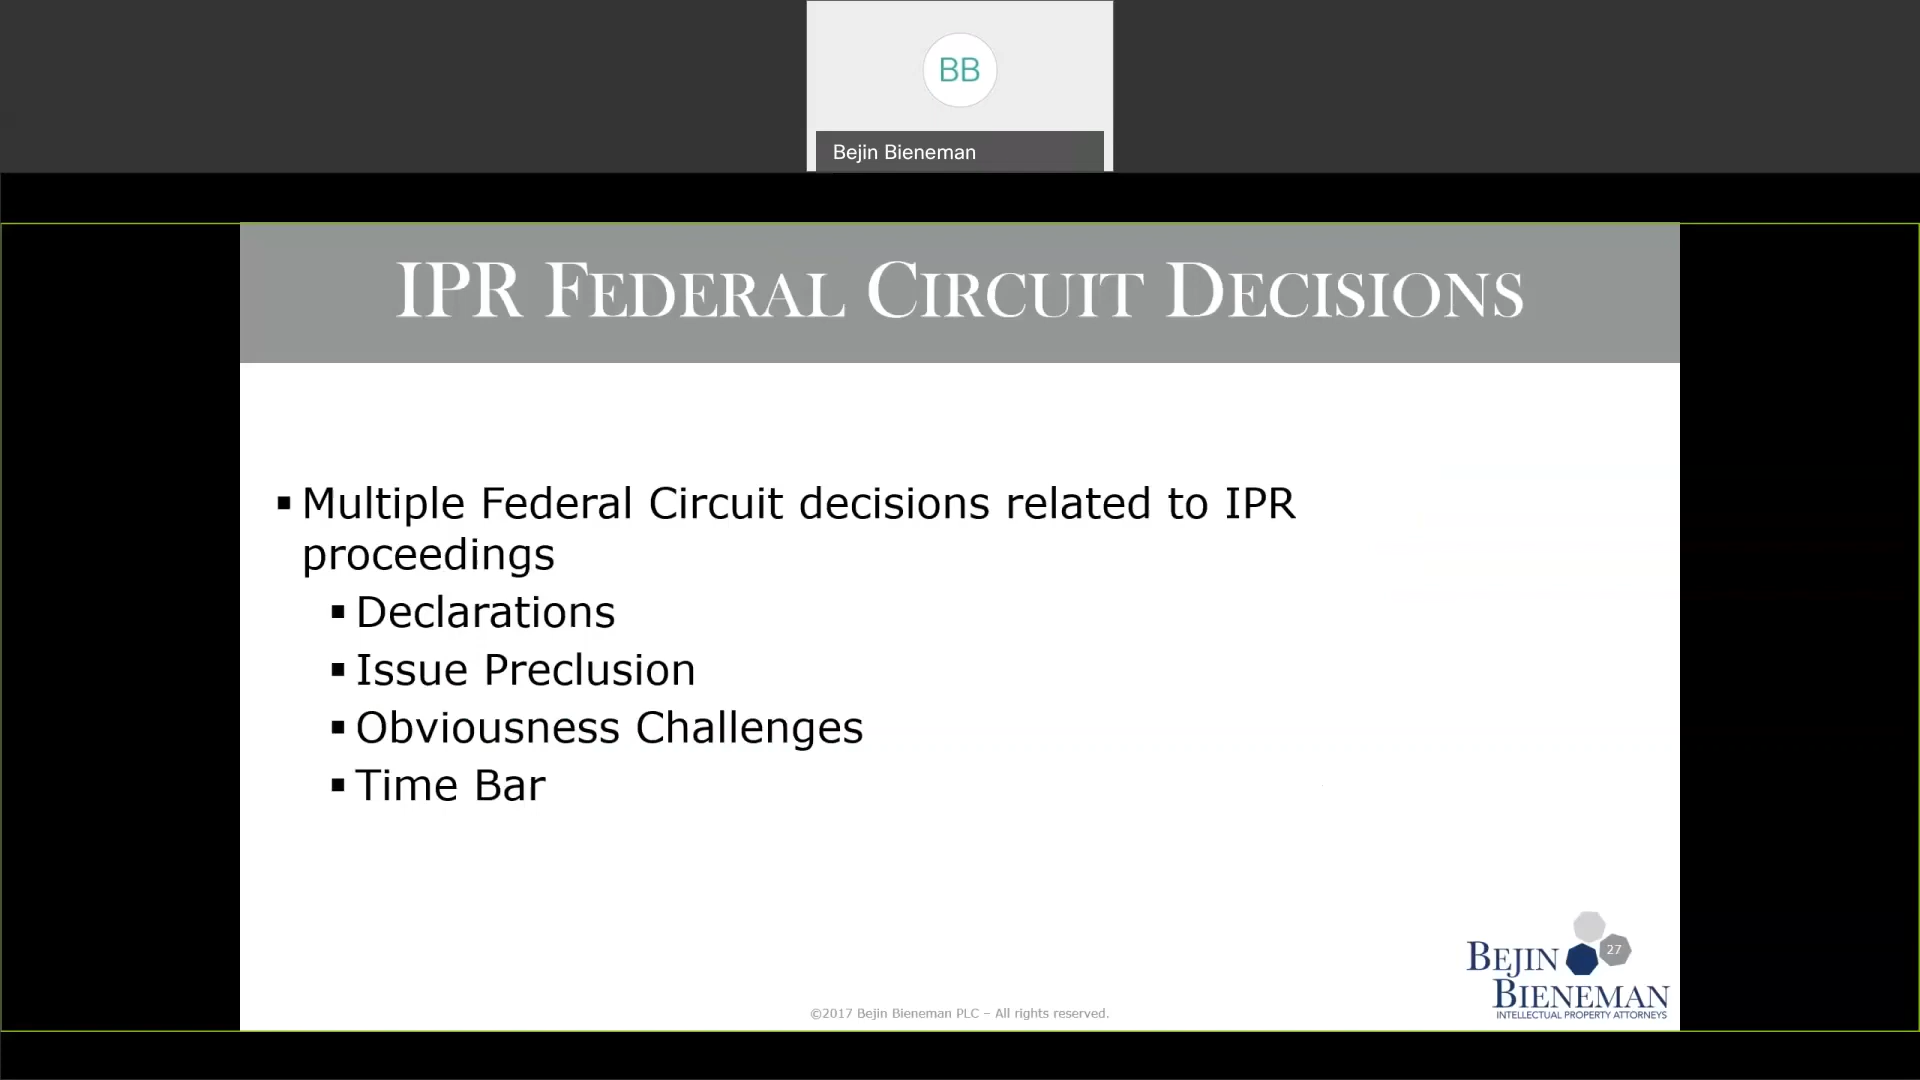 BB
Bejin Bieneman
IPR FEDERAL CIRCUIT DECISIONS
▪ Multiple Federal Circuit decisions related to IPR
proceedings
▪ Declarations
▪ Issue Preclusion
▪ Obviousness Challenges
▪ Time Bar
27
BEJIN
BIENEMAN
INTELLECTUAL PROPERTY ATTORNEYS
©2017 Bejin Bieneman PLC – All rights reserved.